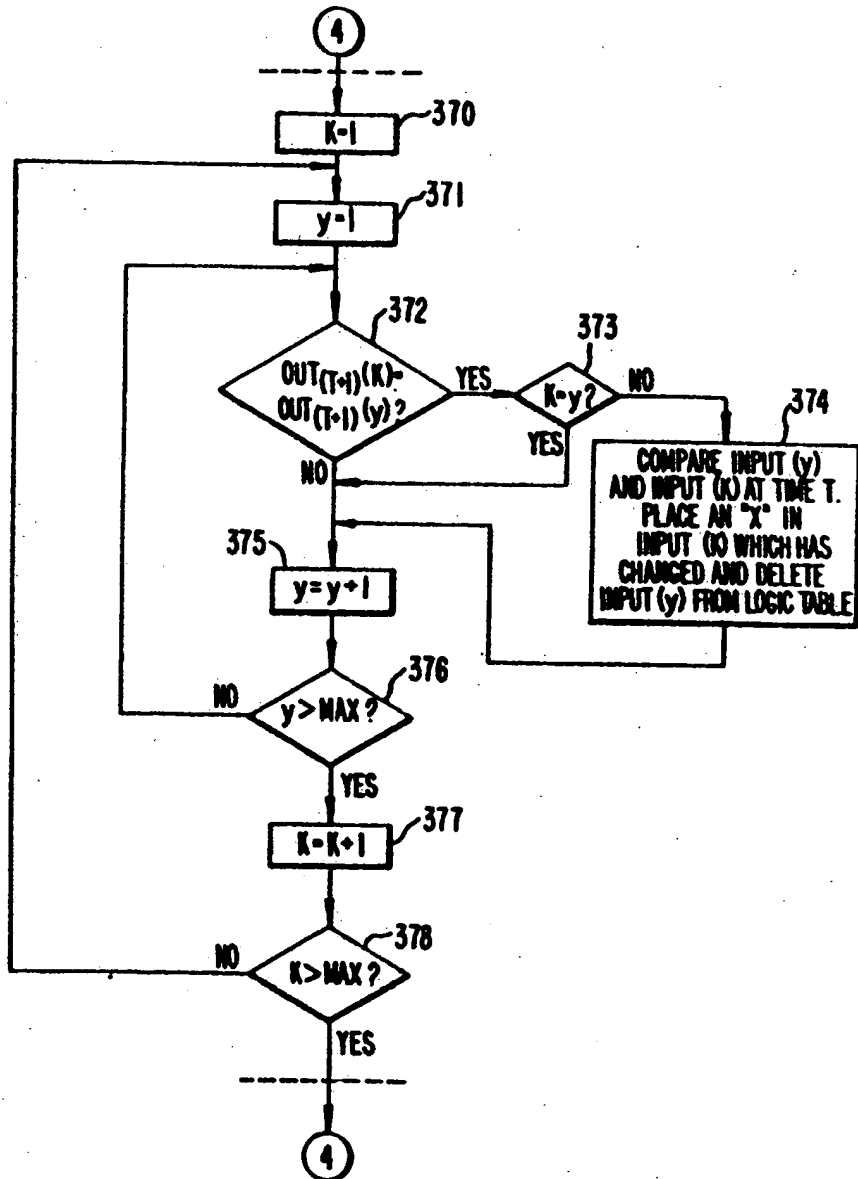 4
370
K=1
371
y=1
372
OUT(T+1)(K)=
OUT(T+1)(y)?
YES
NO
373
K=y?
NO
YES
374
COMPARE INPUT (y)
AND INPUT (K) AT TIME T.
PLACE AN "X" IN
INPUT (K) WHICH HAS
CHANGED AND DELETE
INPUT (y) FROM LOGIC TABLE
375
y=y+1
376
NO
y>MAX?
YES
377
K=K+1
378
NO
K>MAX?
YES
4